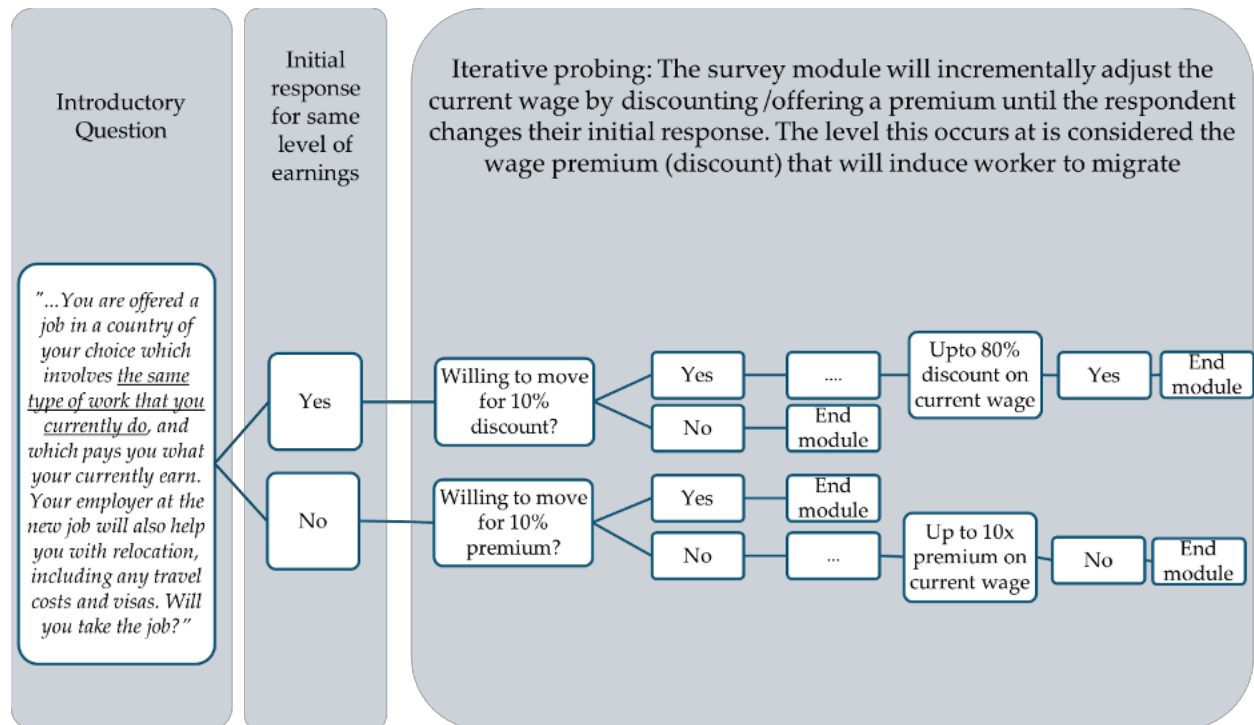 Introductory
Question
Initial
response
for same
level of
earnings
Iterative probing: The survey module will incrementally adjust the
current wage by discounting /offering a premium until the respondent
changes their initial response. The level this occurs at is considered the
wage premium (discount) that will induce worker to migrate
"...You are offered a
job in a country of
your choice which
involves the same
type of work that you
currently do, and
which pays you what
your currently earn.
Your employer at the
new job will also help
you with relocation,
including any travel
costs and visas. Will
you take the job?"
Yes
No
Willing to move
for 10%
discount?
Yes
....
Upto 80%
discount on
current wage
Yes
End
module
No
End
module
Willing to move
for 10%
premium?
Yes
End
module
No
...
Up to 10x
premium on
current wage
No
End
module